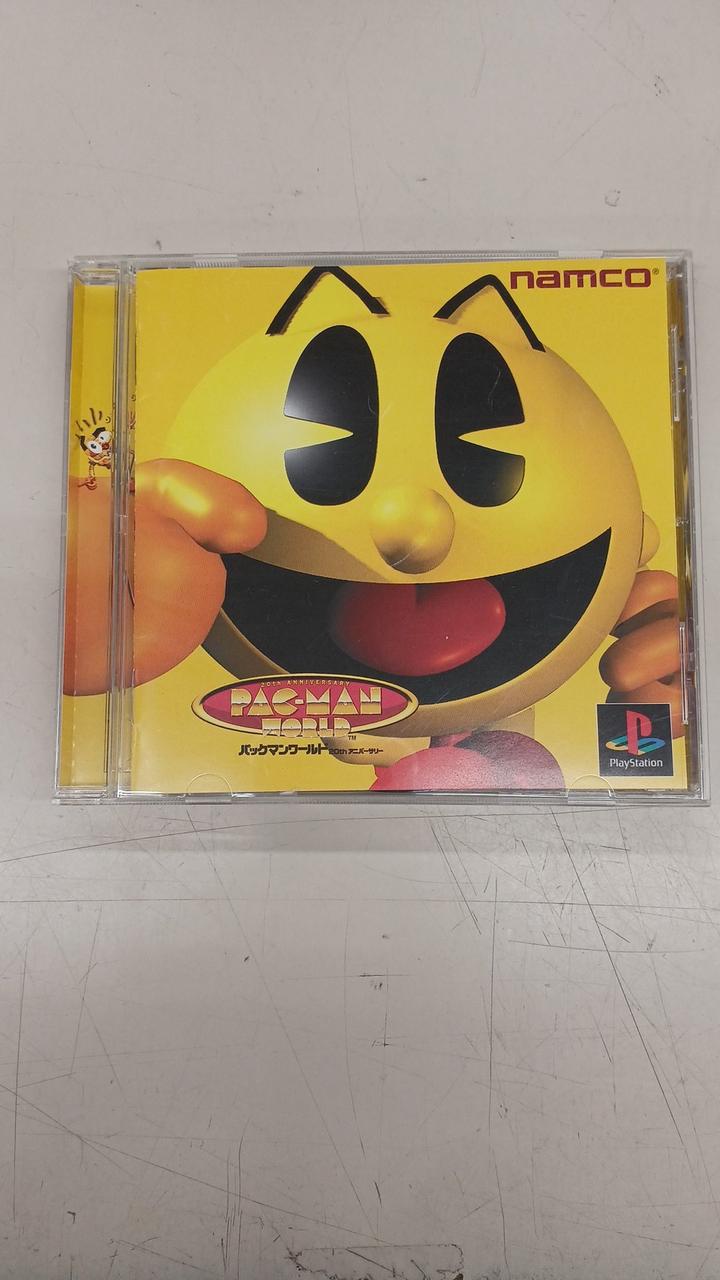 namco®
20th ANNIVERSARY
PAC-MAN
WORLD™
パックマンワールド20th アニバーサリー
PlayStation